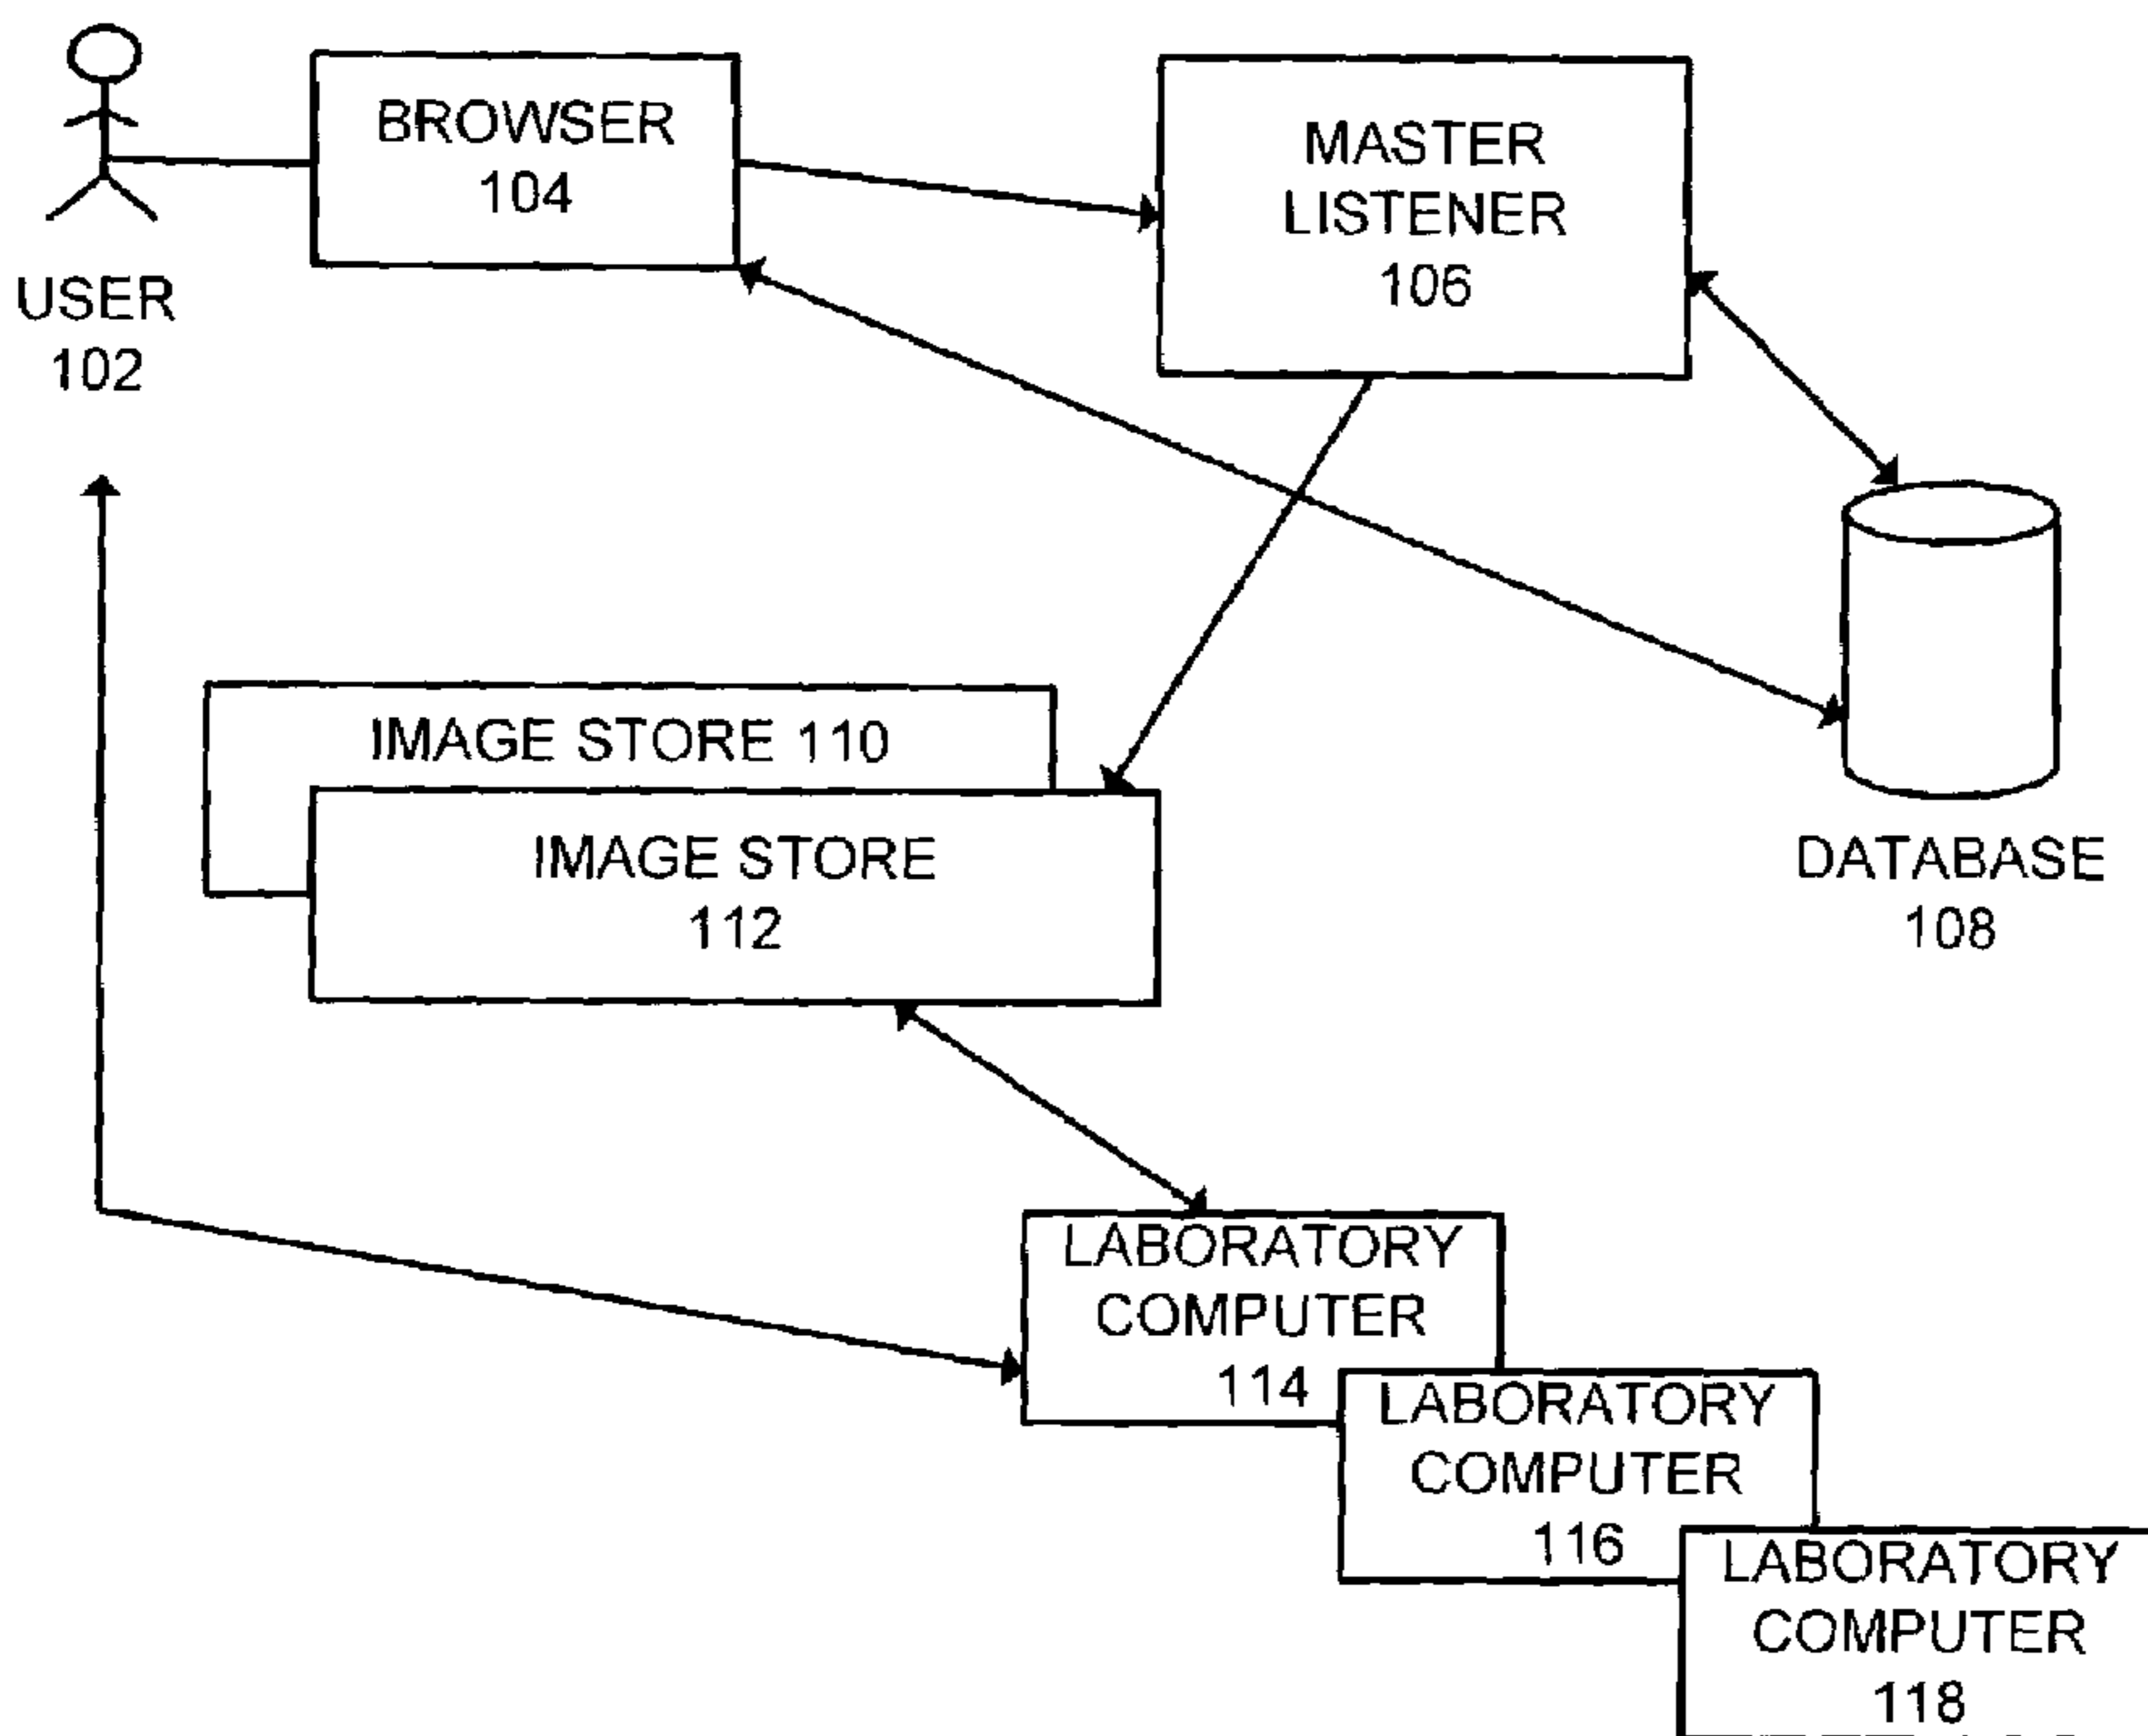 BROWSER
104
MASTER
LISTENER
106
USER
102
IMAGE STORE 110
IMAGE STORE
112
DATABASE
108
LABORATORY
COMPUTER
114
LABORATORY
COMPUTER
116
LABORATORY
COMPUTER
118